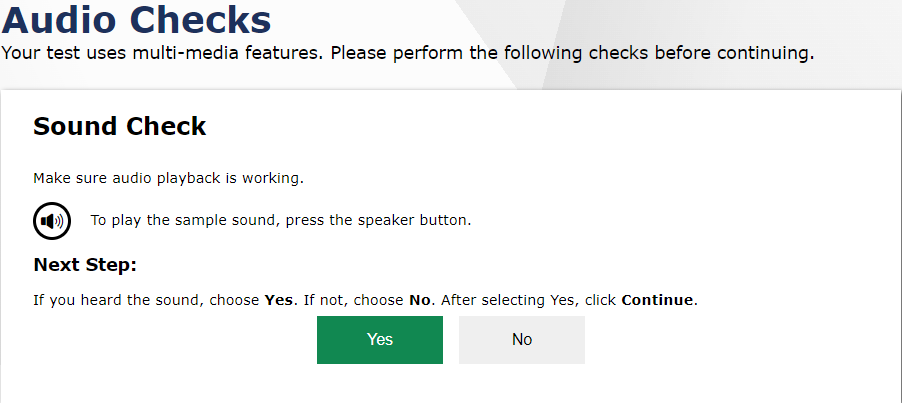 Audio Checks
Your test uses multi-media features. Please perform the following checks before continuing.
Sound Check
Make sure audio playback is working.
To play the sample sound, press the speaker button.
Next Step:
If you heard the sound, choose Yes. If not, choose No. After selecting Yes, click Continue.
Yes No